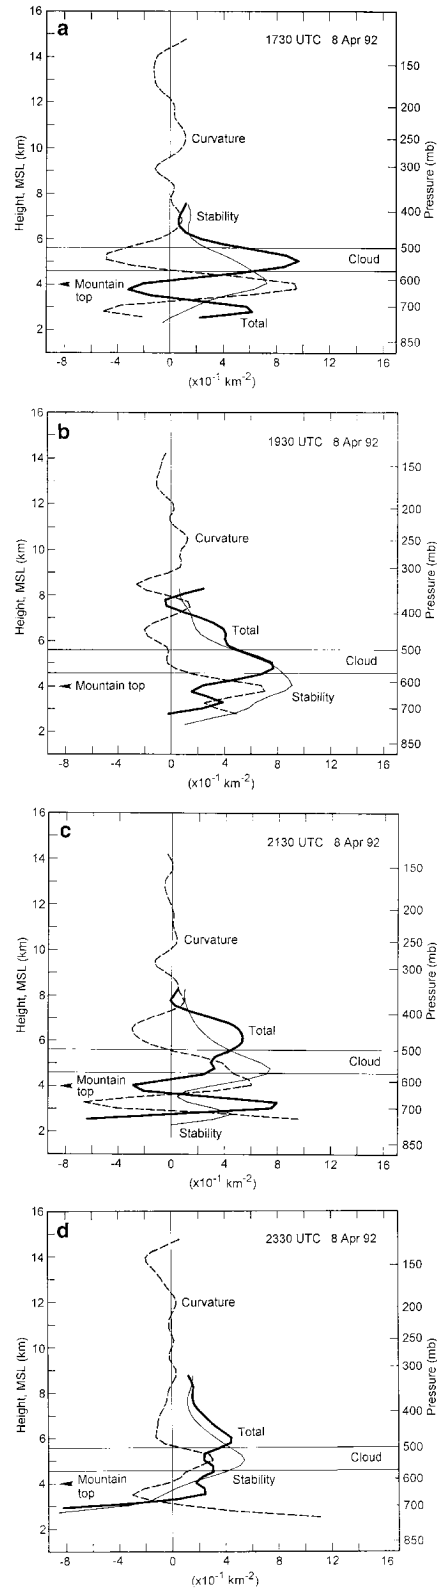 a
1730 UTC 8 Apr 92
16
14
12
10
8
6
4
2
Height, MSL (km)
150
200
250
300
400
500
600
700
850
Pressure (mb)
Curvature
Stability
Cloud
Mountain top
Total
-8 -4 0 4 8 12 16
(x10⁻¹ km⁻²)
b
1930 UTC 8 Apr 92
16
14
12
10
8
6
4
2
Height, MSL (km)
150
200
250
300
400
500
600
700
850
Pressure (mb)
Curvature
Total
Cloud
Mountain top
Stability
-8 -4 0 4 8 12 16
(x10⁻¹ km⁻²)
c
2130 UTC 8 Apr 92
16
14
12
10
8
6
4
2
Height, MSL (km)
150
200
250
300
400
500
600
700
850
Pressure (mb)
Curvature
Total
Cloud
Mountain
top
Stability
-8 -4 0 4 8 12 16
(x10⁻¹ km⁻²)
d
2330 UTC 8 Apr 92
16
14
12
10
8
6
4
2
Height, MSL (km)
150
200
250
300
400
500
600
700
850
Pressure (mb)
Curvature
Total
Cloud
Stability
Mountain
top
-8 -4 0 4 8 12 16
(x10⁻¹ km⁻²)